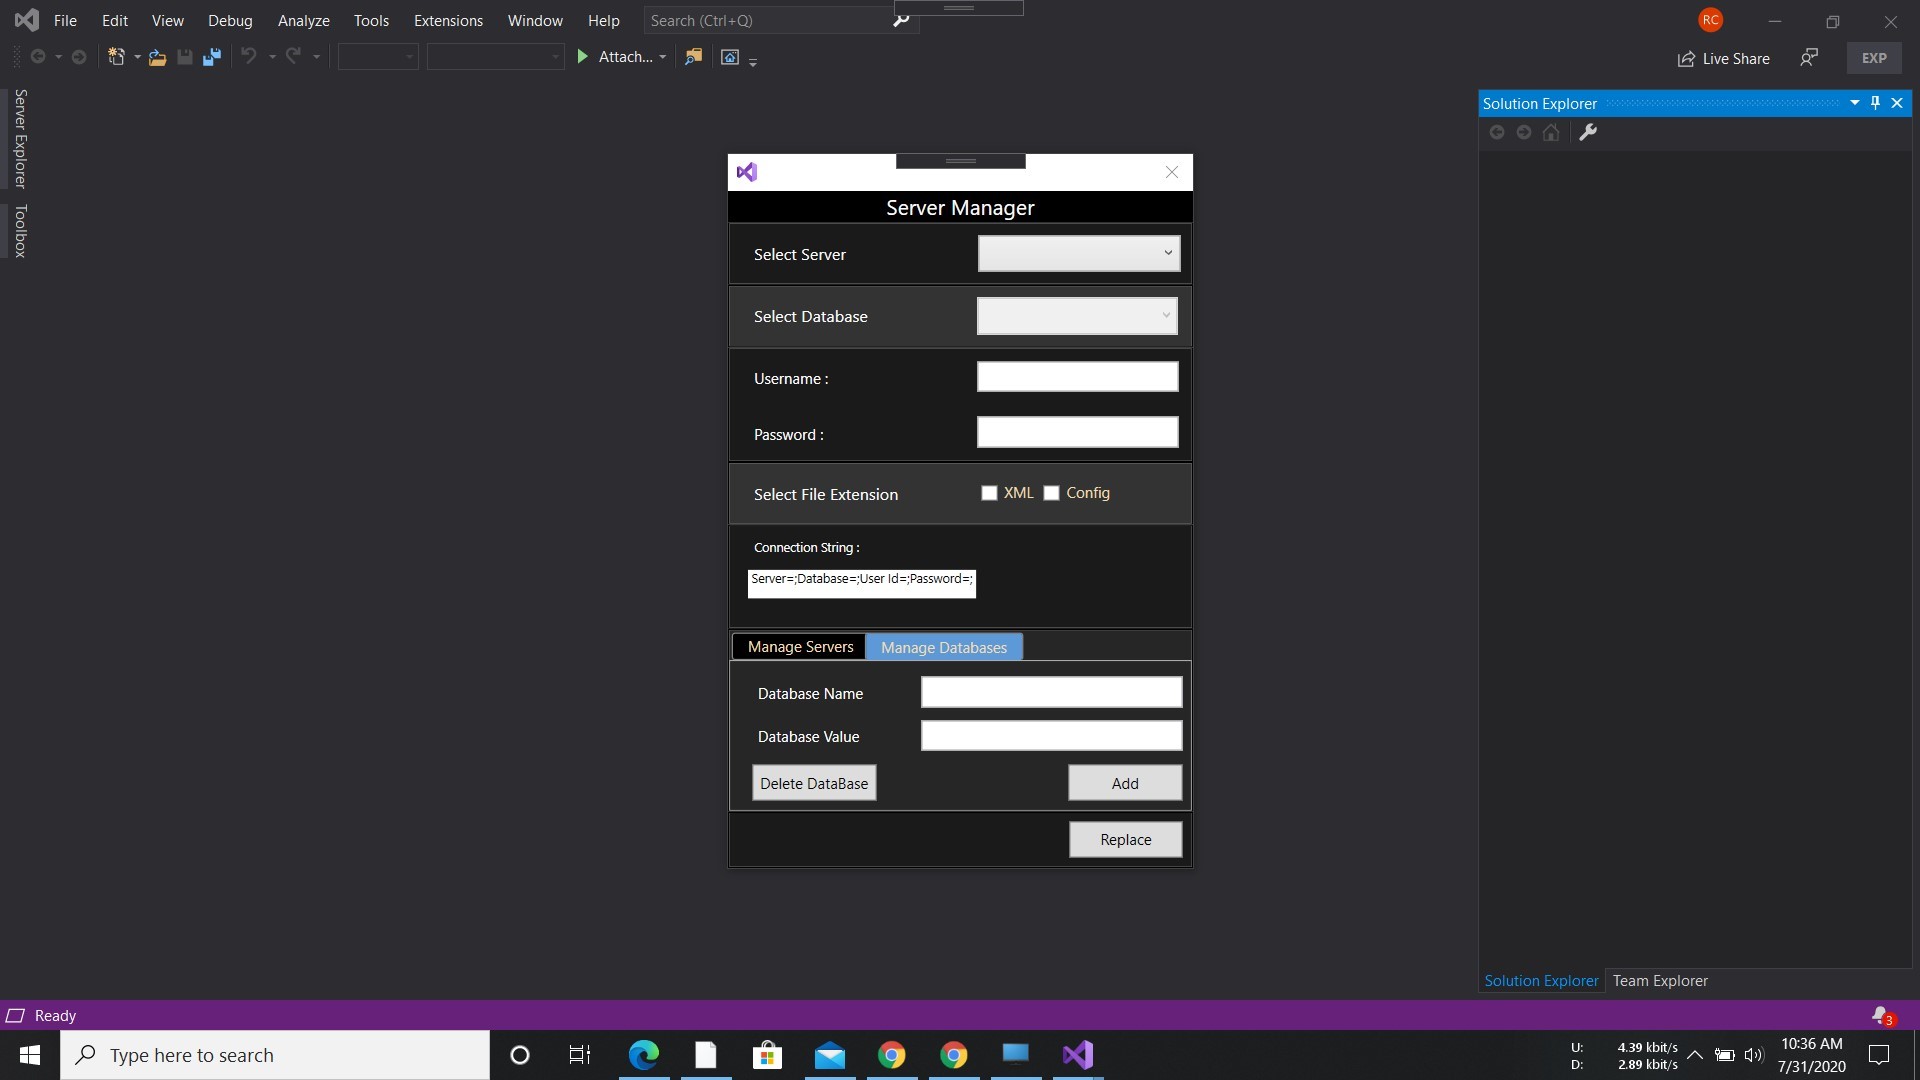 File Edit View Debug Analyze Tools Extensions Window Help Search (Ctrl+Q) RC
Attach... Live Share EXP
Server Explorer
Toolbox
Solution Explorer
Server Manager
Select Server
Select Database
Username :
Password :
Select File Extension XML Config
Connection String :
Server=;Database=;User Id=;Password=;
Manage Servers Manage Databases
Database Name
Database Value
Delete DataBase Add
Replace
Solution Explorer Team Explorer
Ready 3
Type here to search
U: 4.39 kbit/s
D: 2.89 kbit/s
10:36 AM
7/31/2020